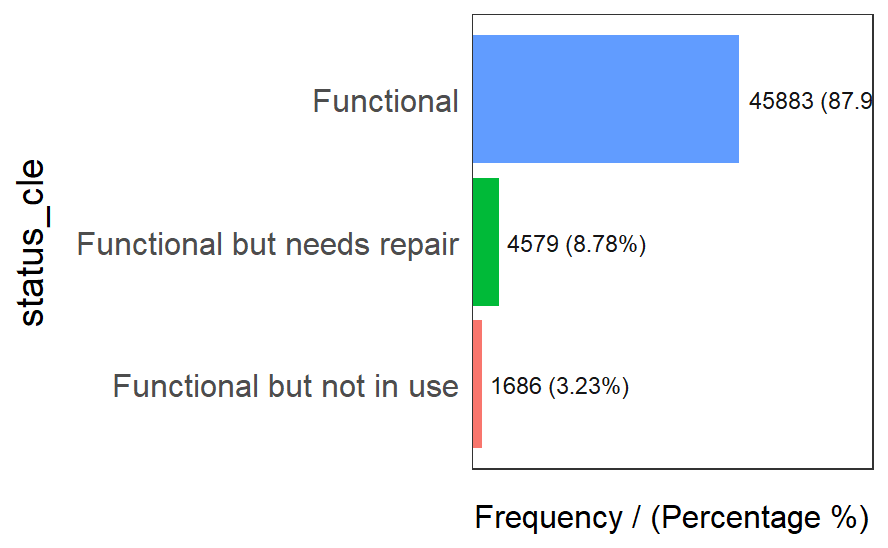 status_cle
Functional
45883 (87.9
Functional but needs repair
4579 (8.78%)
Functional but not in use
1686 (3.23%)
Frequency / (Percentage %)